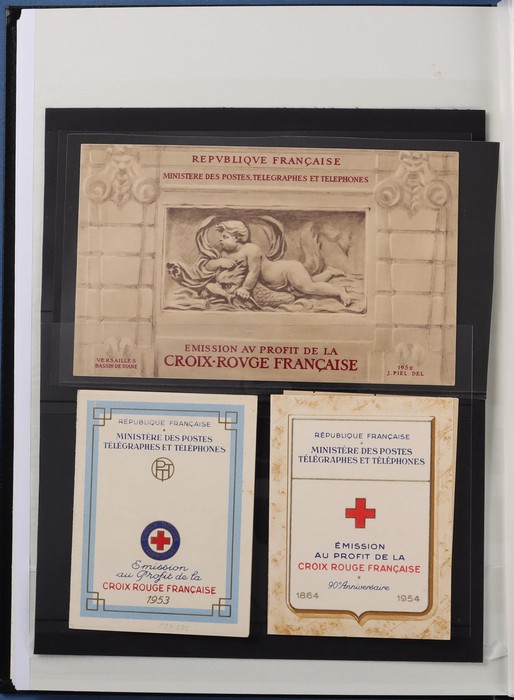 REPVBLIQVE FRANÇAISE
MINISTERE DES POSTES, TELEGRAPHES ET TELEPHONES
EMISSION AV PROFIT DE LA
CROIX-ROVGE FRANÇAISE
VERSAILLES
BASSIN DE DIANE
1952
J. PIEL DEL
RÉPUBLIQUE FRANÇAISE
MINISTÈRE DES POSTES
TÉLÉGRAPHES ET TÉLÉPHONES
PTT
Emission
au Profit de la
CROIX ROUGE FRANÇAISE
1953
RÉPUBLIQUE FRANÇAISE
MINISTÈRE DES POSTES
TÉLÉGRAPHES ET TÉLÉPHONES
ÉMISSION
AU PROFIT DE LA
CROIX ROUGE FRANÇAISE
90e Anniversaire
1864 1954